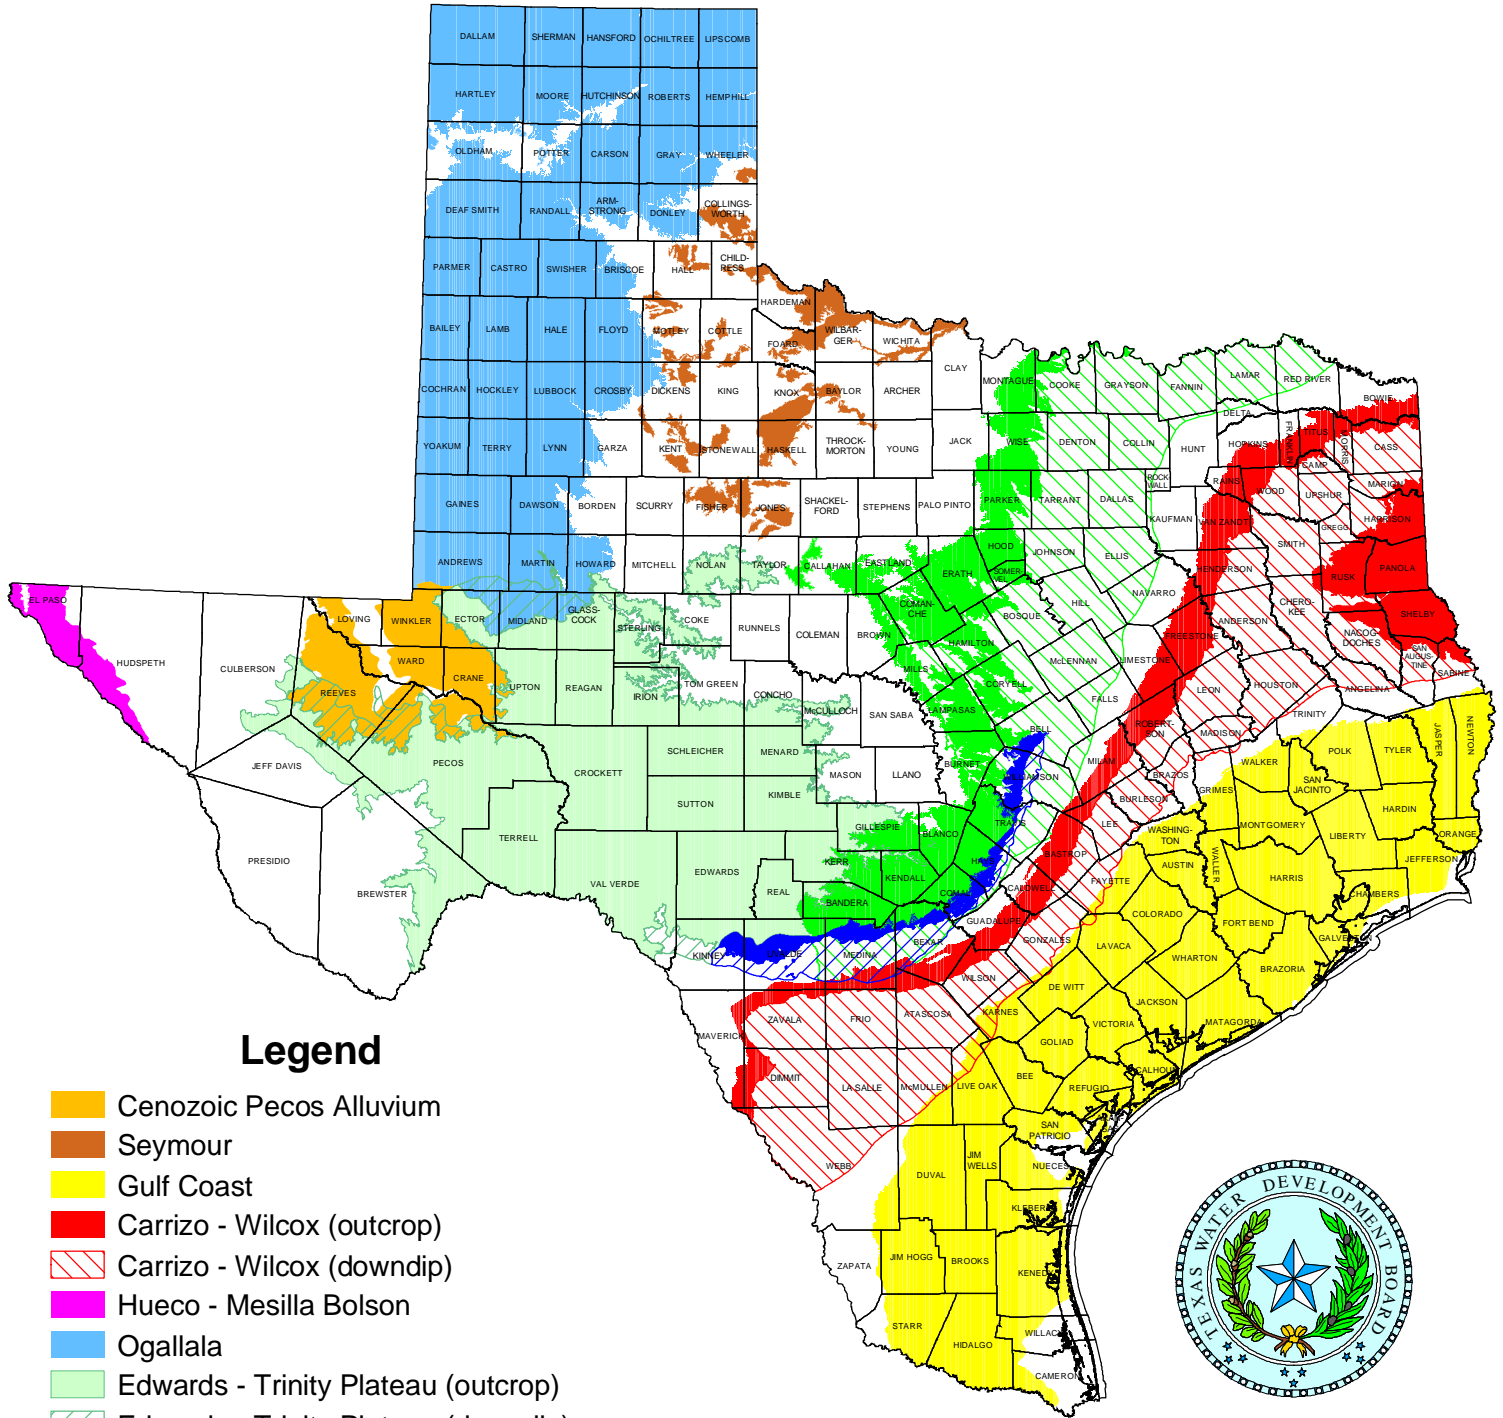 DALLAM SHERMAN HANSFORD OCHILTREE LIPSCOMB
HARTLEY MOORE HUTCHINSON ROBERTS HEMPHILL
OLDHAM POTTER CARSON GRAY WHEELER
DEAF SMITH RANDALL ARM-
STRONG DONLEY COLLINGS-
WORTH
PARMER CASTRO SWISHER BRISCOE HALL CHILD-
RESS
HARDEMAN
BAILEY LAMB HALE FLOYD MOTLEY COTTLE FOARD WILBAR-
GER WICHITA
CLAY MONTAGUE COOKE GRAYSON FANNIN LAMAR RED RIVER BOWIE
COCHRAN HOCKLEY LUBBOCK CROSBY DICKENS KING KNOX BAYLOR ARCHER
DELTA
YOAKUM TERRY LYNN GARZA KENT STONEWALL HASKELL THROCK-
MORTON YOUNG JACK WISE DENTON COLLIN HUNT HOPKINS FRANKLIN TITUS MORRIS CASS
CAMP
GAINES DAWSON BORDEN SCURRY FISHER JONES SHACKEL-
FORD STEPHENS PALO PINTO PARKER TARRANT DALLAS ROCK-
WALL RAINS WOOD UPSHUR MARION
KAUFMAN VAN ZANDT GREGG HARRISON
ANDREWS MARTIN HOWARD MITCHELL NOLAN TAYLOR CALLAHAN EASTLAND ERATH HOOD SOMER-
VEL JOHNSON ELLIS HENDERSON SMITH RUSK PANOLA
EL PASO HUDSPETH CULBERSON LOVING WINKLER ECTOR MIDLAND GLASS-
COCK STERLING COKE RUNNELS COLEMAN BROWN COMAN-
CHE HAMILTON BOSQUE HILL NAVARRO ANDERSON CHERO-
KEE SHELBY
NACOG-
DOCHES SAN
AUGUS-
TINE SABINE
REEVES WARD CRANE UPTON REAGAN IRION TOM GREEN CONCHO McCULLOCH SAN SABA MILLS LAMPASAS CORYELL McLENNAN LIMESTONE FREESTONE FALLS LEON HOUSTON ANGELINA
TRINITY
JEFF DAVIS PECOS CROCKETT SCHLEICHER MENARD MASON LLANO BURNET BELL WILLIAMSON MILAM ROBERT-
SON MADISON BRAZOS WALKER POLK TYLER JASPER NEWTON
PRESIDIO BREWSTER TERRELL SUTTON KIMBLE GILLESPIE BLANCO TRAVIS LEE BURLESON GRIMES SAN
JACINTO HARDIN
VAL VERDE EDWARDS REAL KERR KENDALL HAYS BASTROP WASHING-
TON MONTGOMERY LIBERTY ORANGE
BANDERA COMAL CALDWELL FAYETTE AUSTIN WALLER HARRIS JEFFERSON
CHAMBERS
KINNEY UVALDE MEDINA BEXAR GUADALUPE GONZALES COLORADO LAVACA FORT BEND GALVESTON
WHARTON BRAZORIA
MAVERICK ZAVALA FRIO ATASCOSA WILSON KARNES DE WITT JACKSON MATAGORDA
VICTORIA GOLIAD CALHOUN
DIMMIT LA SALLE McMULLEN LIVE OAK BEE REFUGIO
SAN
PATRICIO
WEBB DUVAL JIM
WELLS NUECES
KLEBERG
ZAPATA JIM HOGG BROOKS KENEDY
STARR HIDALGO WILLACY
CAMERON
Legend
Cenozoic Pecos Alluvium
Seymour
Gulf Coast
Carrizo - Wilcox (outcrop)
Carrizo - Wilcox (downdip)
Hueco - Mesilla Bolson
Ogallala
Edwards - Trinity Plateau (outcrop)
Edwards - Trinity Plateau (downdip)
TEXAS WATER DEVELOPMENT BOARD